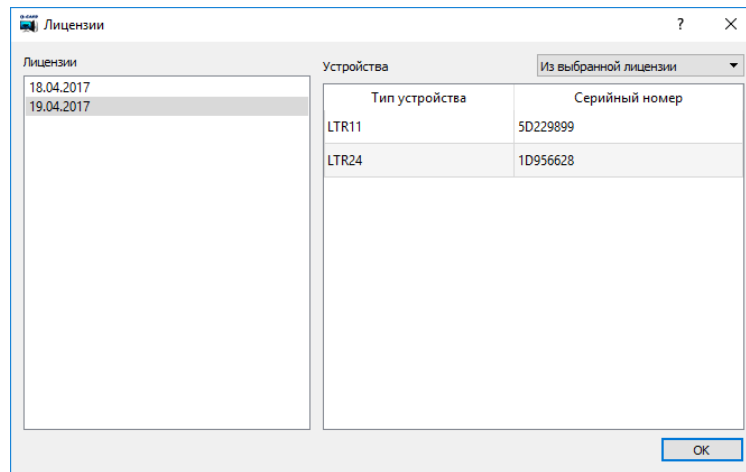 Лицензии
?
Лицензии
Устройства
Из выбранной лицензии
18.04.2017
19.04.2017
Тип устройства Серийный номер
LTR11 5D229899
LTR24 1D956628
OK